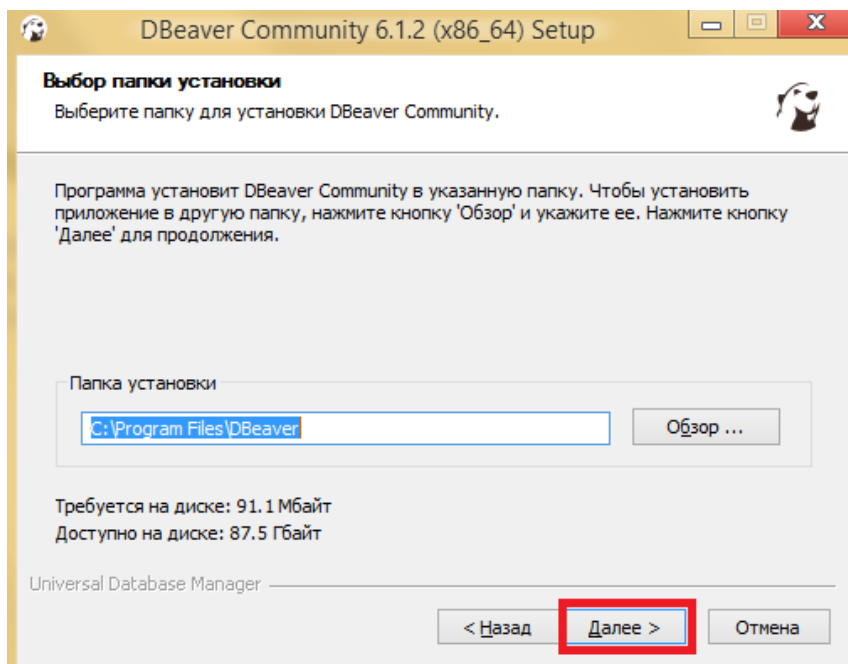 DBeaver Community 6.1.2 (x86_64) Setup
Выбор папки установки
Выберите папку для установки DBeaver Community.
Программа установит DBeaver Community в указанную папку. Чтобы установить
приложение в другую папку, нажмите кнопку 'Обзор' и укажите ее. Нажмите кнопку
'Далее' для продолжения.
Папка установки
C:\Program Files\DBeaver
Обзор ...
Требуется на диске: 91.1 Мбайт
Доступно на диске: 87.5 Гбайт
Universal Database Manager
< Назад Далее > Отмена